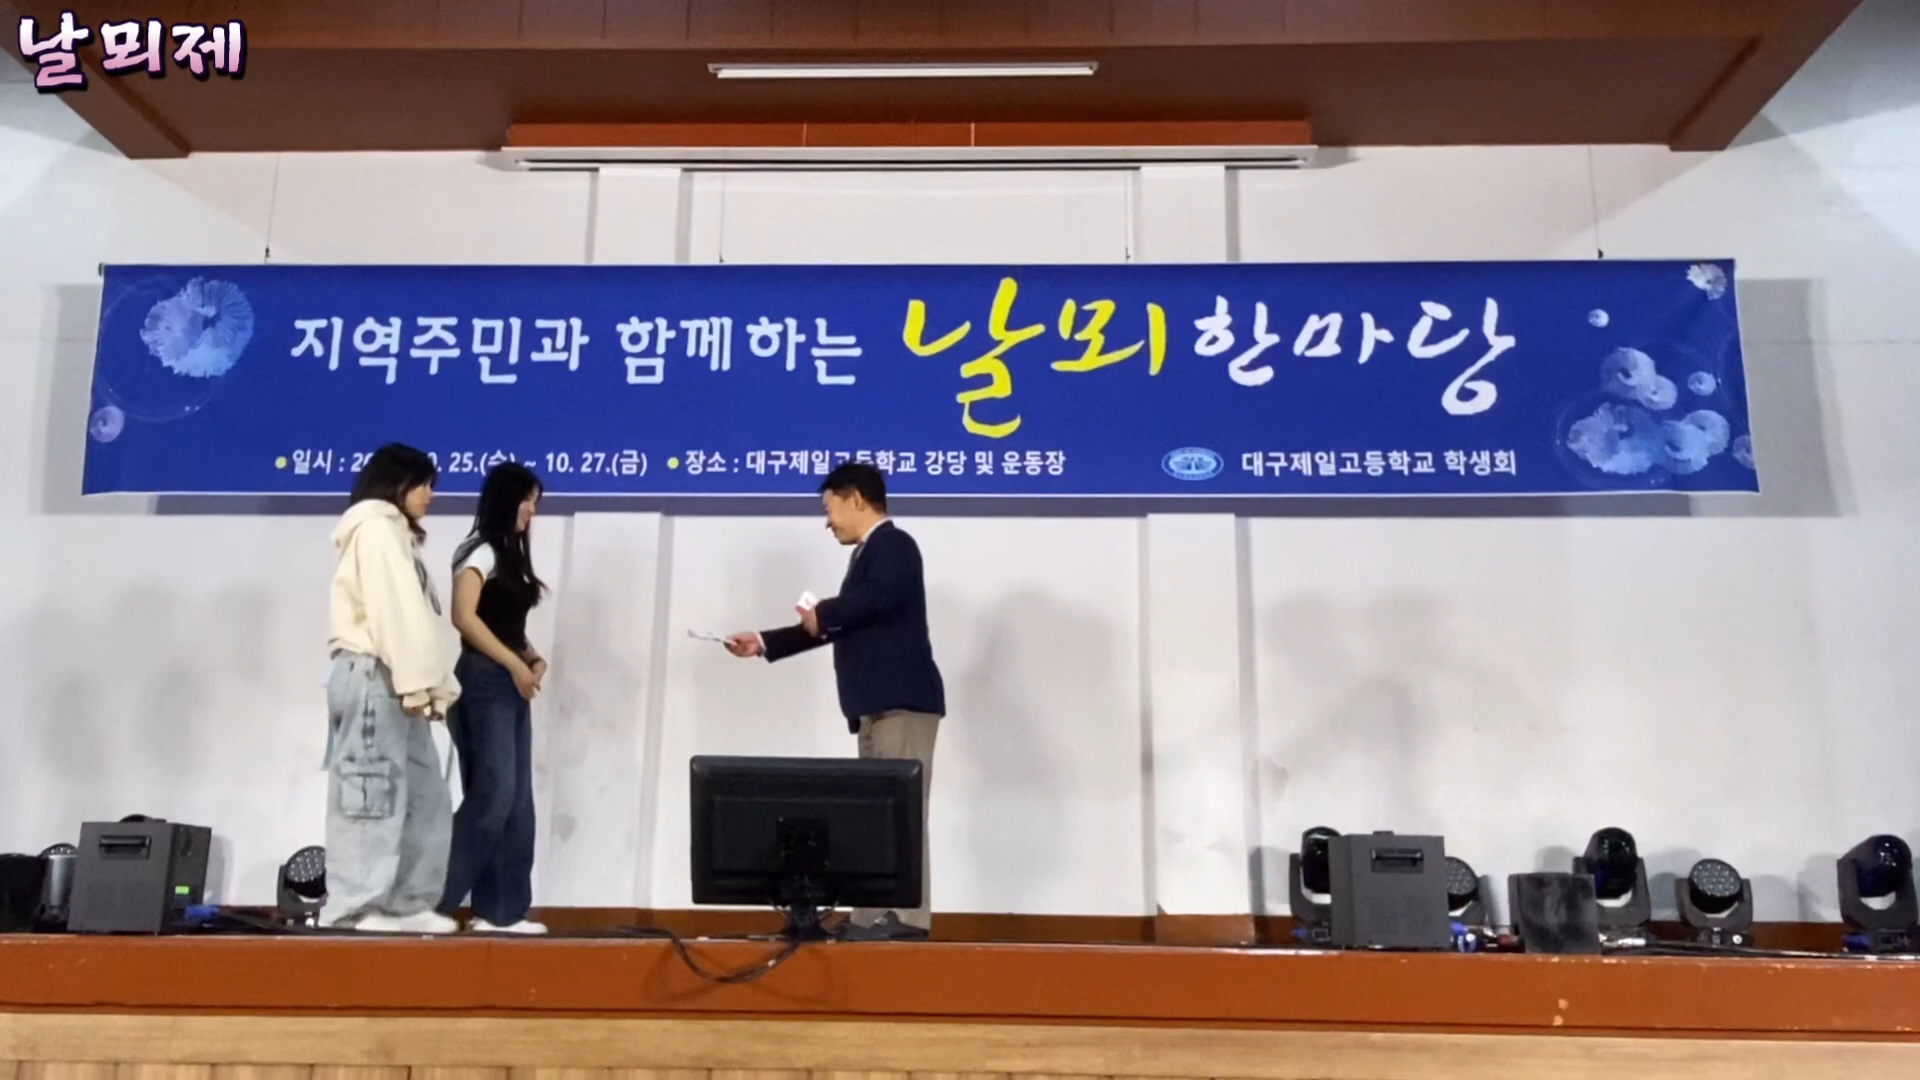 날뫼제
지역주민과 함께하는 날뫼 한마당
일시 : 25.(수) ~ 10. 27.(금) 장소 : 대구제일고등학교 강당 및 운동장 대구제일고등학교 학생회